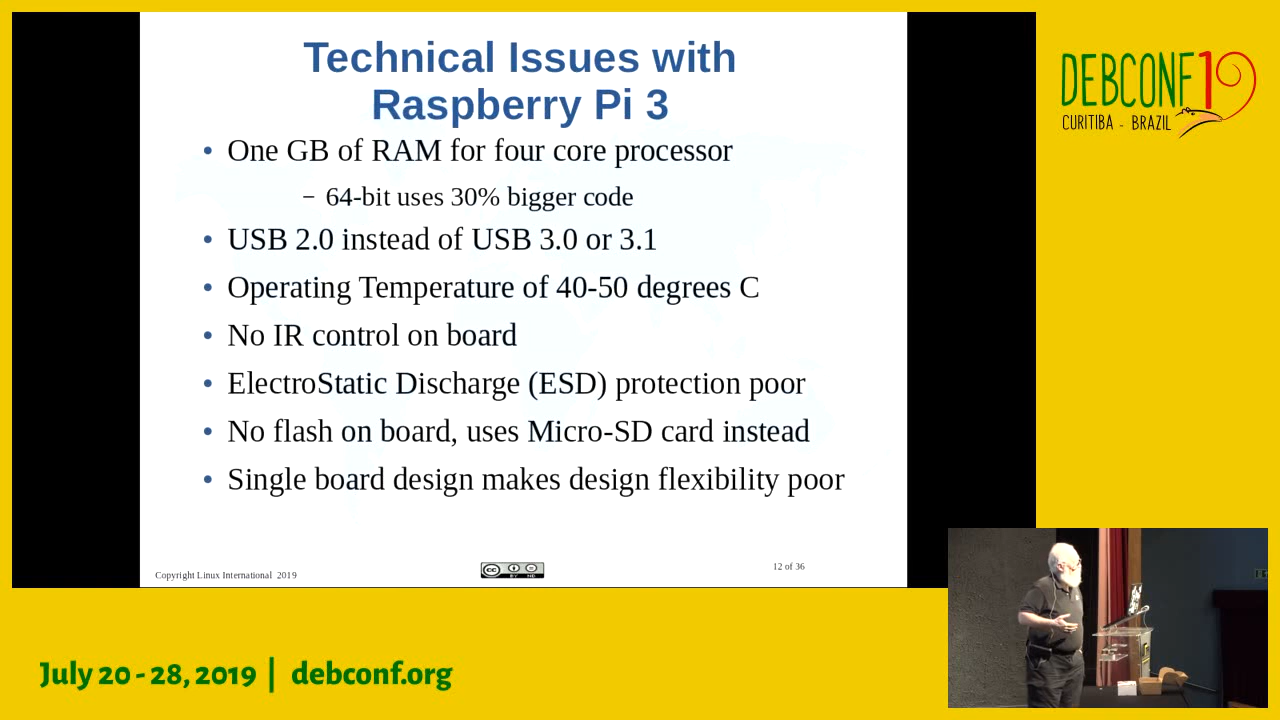 Technical Issues with
Raspberry Pi 3
• One GB of RAM for four core processor
– 64-bit uses 30% bigger code
• USB 2.0 instead of USB 3.0 or 3.1
• Operating Temperature of 40-50 degrees C
• No IR control on board
• ElectroStatic Discharge (ESD) protection poor
• No flash on board, uses Micro-SD card instead
• Single board design makes design flexibility poor
Copyright Linux International 2019
cc
BY ND
12 of 36
DEBCONF19
CURITIBA - BRAZIL
July 20 - 28, 2019 | debconf.org